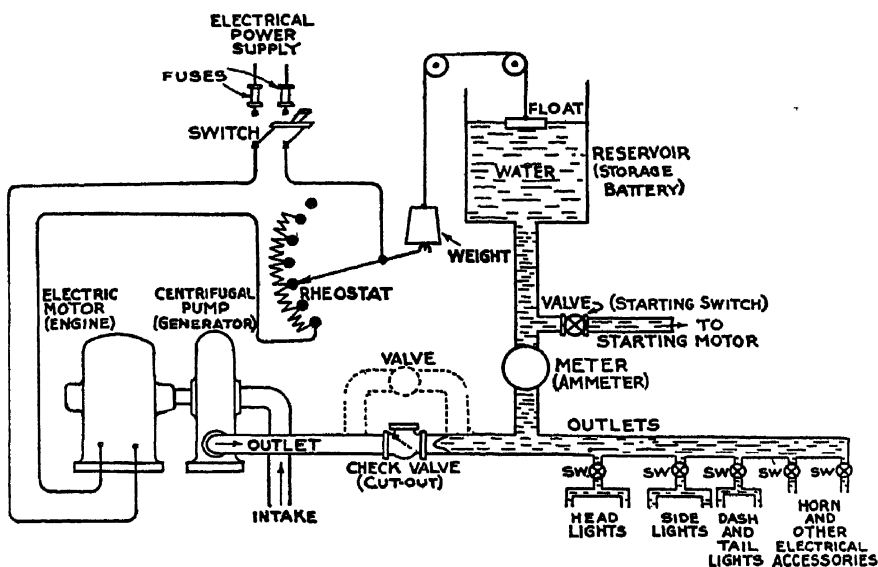 ELECTRICAL
POWER
SUPPLY
FUSES
SWITCH
FLOAT
WATER
RESERVOIR
(STORAGE
BATTERY)
WEIGHT
RHEOSTAT
ELECTRIC
MOTOR
(ENGINE)
CENTRIFUGAL
PUMP
(GENERATOR)
VALVE (STARTING SWITCH)
TO
STARTING MOTOR
VALVE
METER
(AMMETER)
OUTLET
CHECK VALVE
(CUT-OUT)
INTAKE
OUTLETS
SW SW SW SW SW
HEAD
LIGHTS
SIDE
LIGHTS
DASH
AND
TAIL
LIGHTS
HORN
AND
OTHER
ELECTRICAL
ACCESSORIES